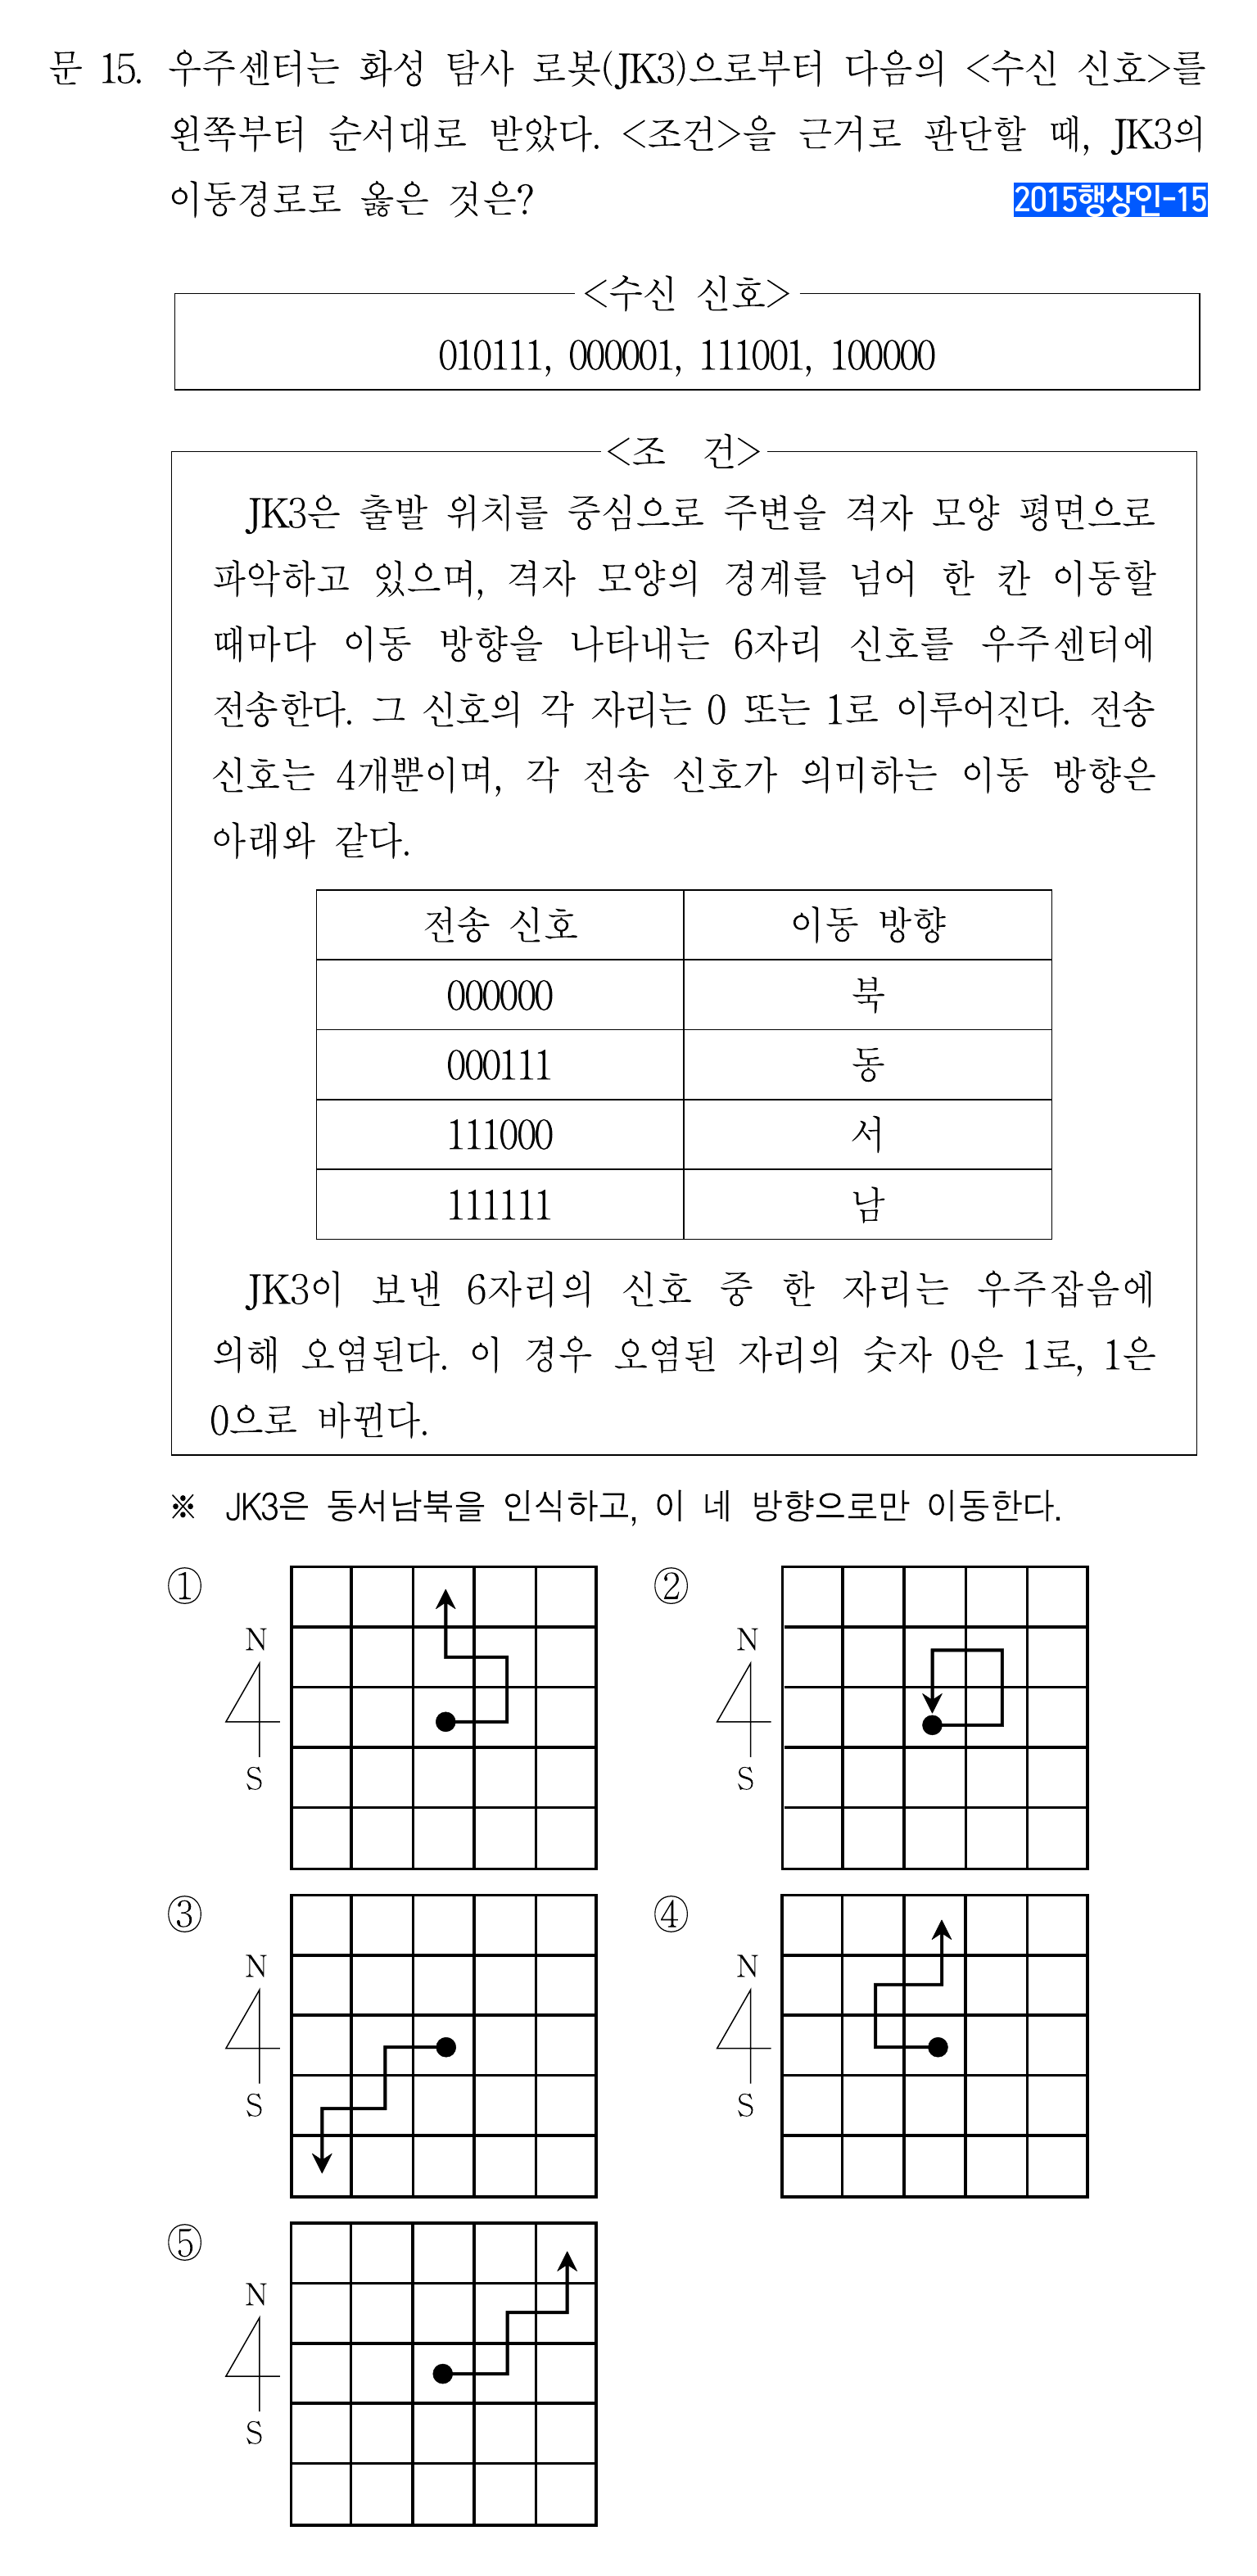 문 15. 우주센터는 화성 탐사 로봇(JK3)으로부터 다음의 <수신 신호>를
왼쪽부터 순서대로 받았다. <조건>을 근거로 판단할 때, JK3의
이동경로로 옳은 것은?
2015행상인-15
<수신 신호>
010111, 000001, 111001, 100000
<조 건>
JK3은 출발 위치를 중심으로 주변을 격자 모양 평면으로
파악하고 있으며, 격자 모양의 경계를 넘어 한 칸 이동할
때마다 이동 방향을 나타내는 6자리 신호를 우주센터에
전송한다. 그 신호의 각 자리는 0 또는 1로 이루어진다. 전송
신호는 4개뿐이며, 각 전송 신호가 의미하는 이동 방향은
아래와 같다.
전송 신호 이동 방향
000000 북
000111 동
111000 서
111111 남
JK3이 보낸 6자리의 신호 중 한 자리는 우주잡음에
의해 오염된다. 이 경우 오염된 자리의 숫자 0은 1로, 1은
0으로 바뀐다.
※ JK3은 동서남북을 인식하고, 이 네 방향으로만 이동한다.
① ②
N N
S S
③ ④
N N
S S
⑤
N
S